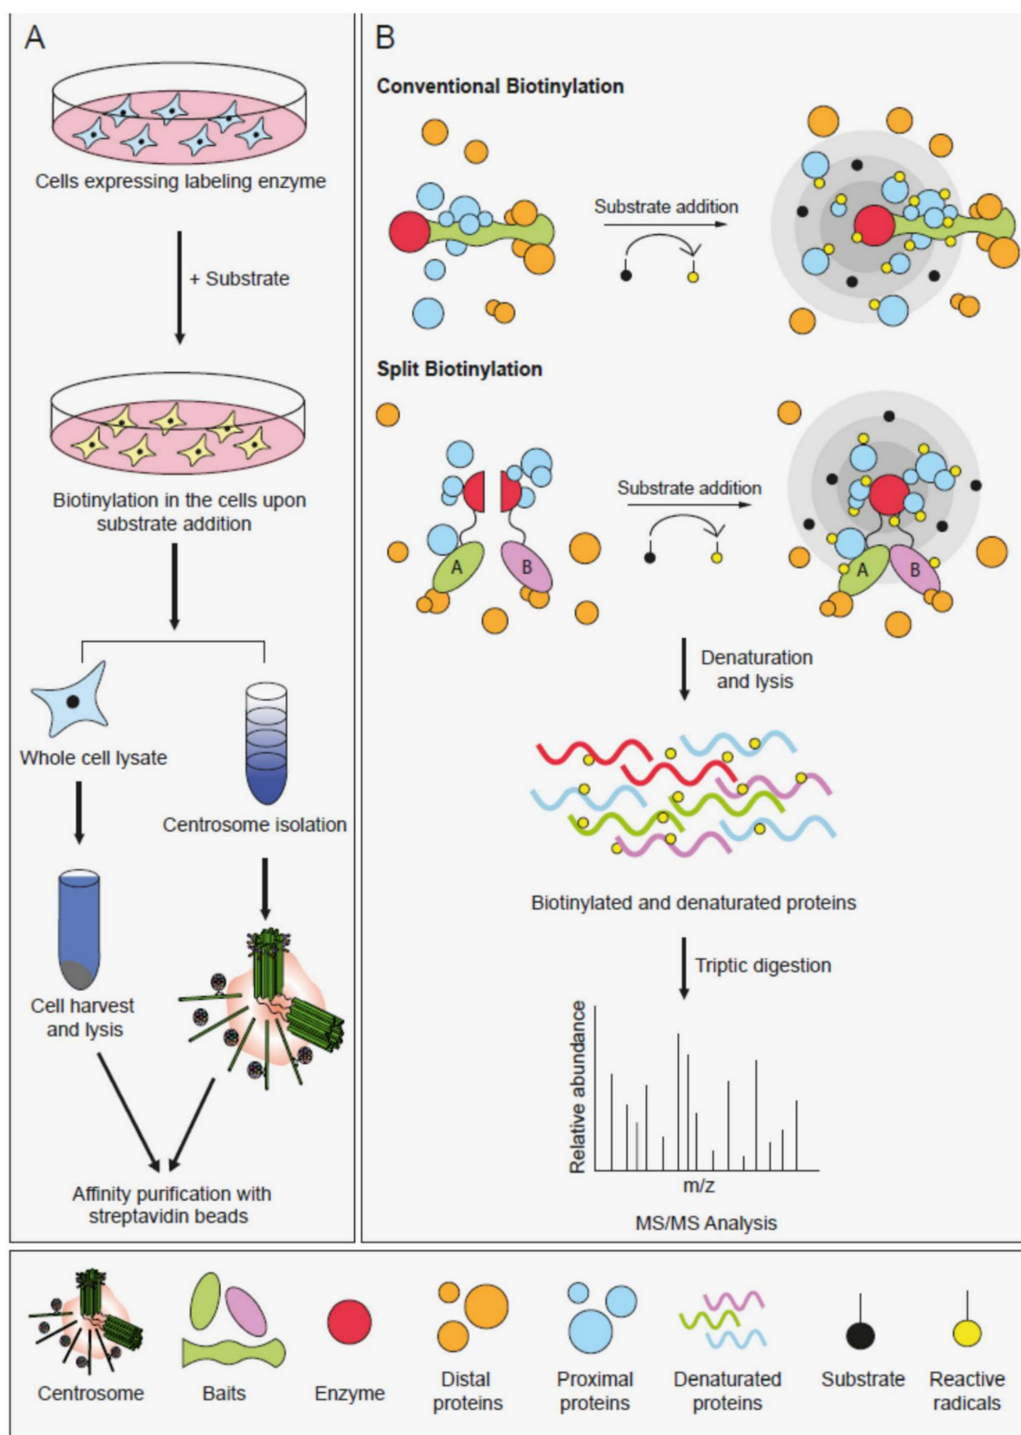 A
Cells expressing labeling enzyme
+ Substrate
Biotinylation in the cells upon
substrate addition
Whole cell lysate
Centrosome isolation
Cell harvest
and lysis
Affinity purification with
streptavidin beads
B
Conventional Biotinylation
Substrate addition
Split Biotinylation
Substrate addition
A
B
A
B
Denaturation
and lysis
Biotinylated and denaturated proteins
Triptic digestion
Relative abundance
m/z
MS/MS Analysis
Centrosome
Baits
Enzyme
Distal
proteins
Proximal
proteins
Denaturated
proteins
Substrate
Reactive
radicals